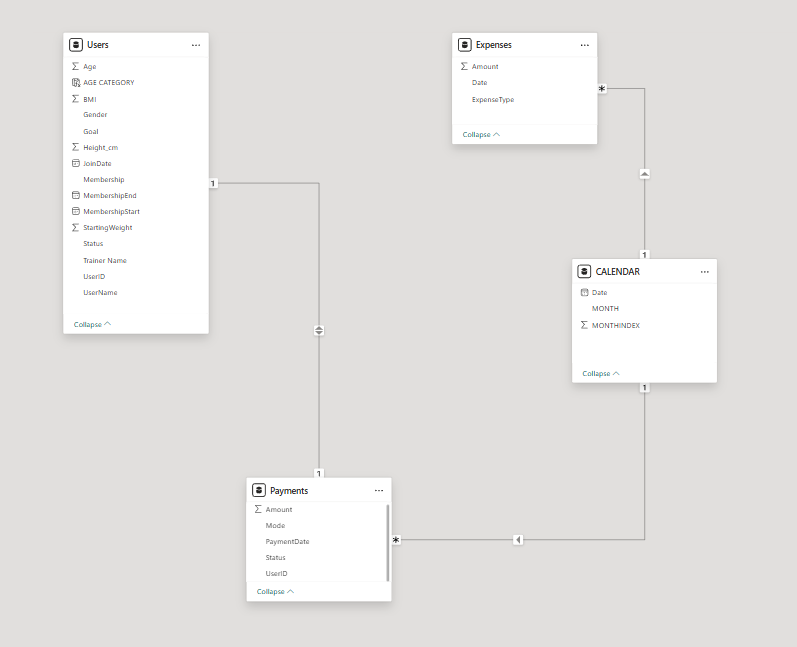 Users
Age
AGE CATEGORY
BMI
Gender
Goal
Height_cm
JoinDate
Membership
MembershipEnd
MembershipStart
StartingWeight
Status
Trainer Name
UserID
UserName
Collapse
Expenses
Amount
Date
ExpenseType
Collapse
*
1
1
CALENDAR
Date
MONTH
MONTHINDEX
Collapse
1
1
Payments
Amount
Mode
PaymentDate
Status
UserID
Collapse
*